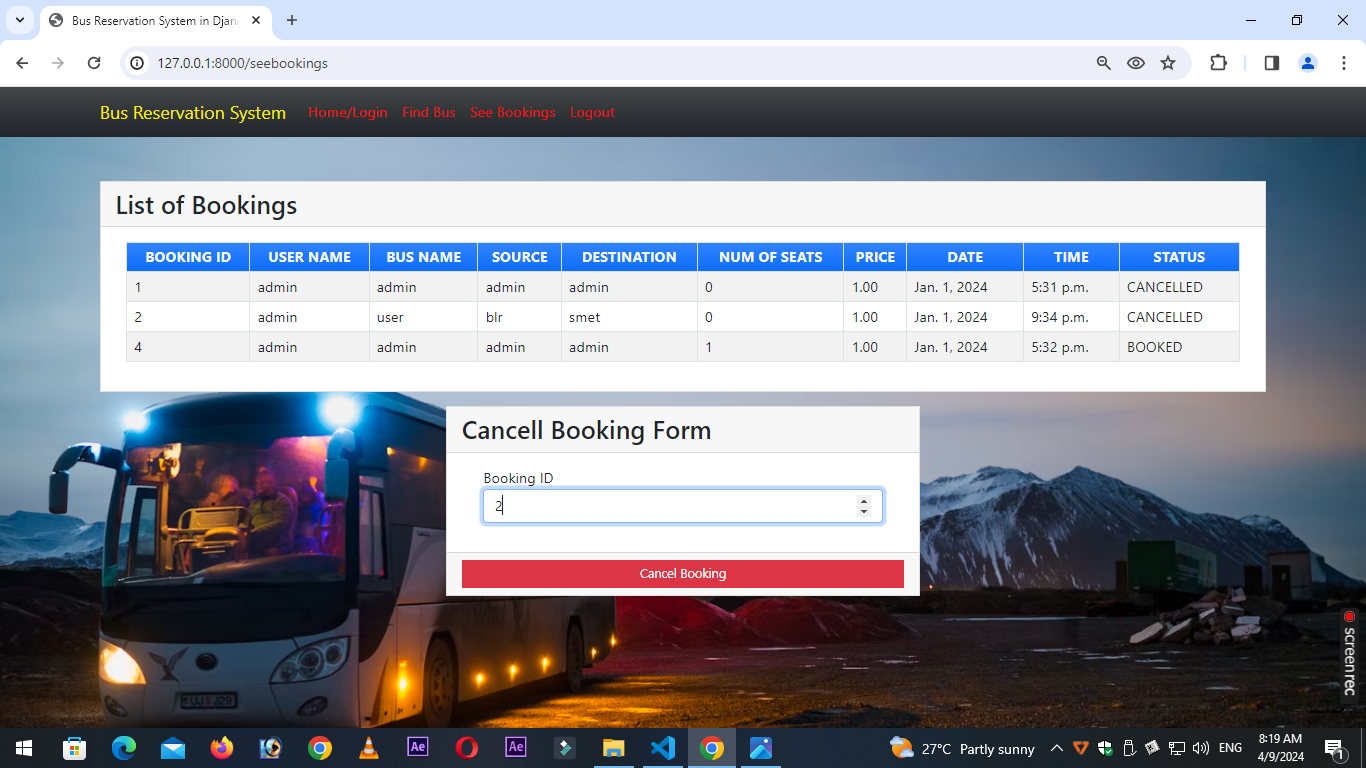 Bus Reservation System in Djan
127.0.0.1:8000/seebookings
Bus Reservation System Home/Login Find Bus See Bookings Logout
List of Bookings
BOOKING ID USER NAME BUS NAME SOURCE DESTINATION NUM OF SEATS PRICE DATE TIME STATUS
1 admin admin admin admin 0 1.00 Jan. 1, 2024 5:31 p.m. CANCELLED
2 admin user blr smet 0 1.00 Jan. 1, 2024 9:34 p.m. CANCELLED
4 admin admin admin admin 1 1.00 Jan. 1, 2024 5:32 p.m. BOOKED
Cancell Booking Form
Booking ID
2
Cancel Booking
screenrec
Ae
Ae
27°C Partly sunny
ENG
8:19 AM
4/9/2024
1